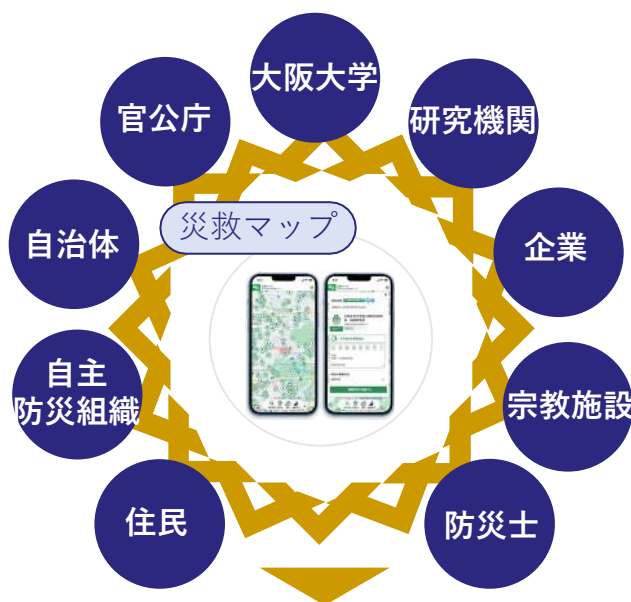 大阪大学
官公庁
研究機関
災救マップ
自治体
企業
自主
防災組織
宗教施設
住民
防災士